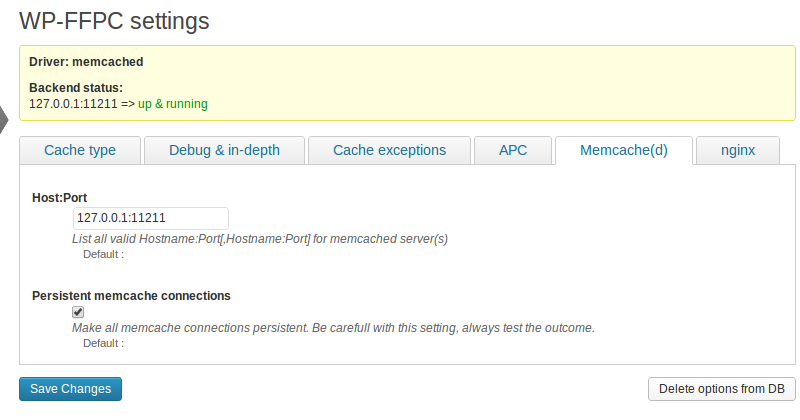 WP-FFPC settings
Driver: memcached
Backend status:
127.0.0.1:11211 => up & running
Cache type Debug & in-depth Cache exceptions APC Memcache(d) nginx
Host:Port
127.0.0.1:11211
List all valid Hostname:Port[,Hostname:Port] for memcached server(s)
Default :
Persistent memcache connections
Make all memcache connections persistent. Be carefull with this setting, always test the outcome.
Default :
Save Changes Delete options from DB